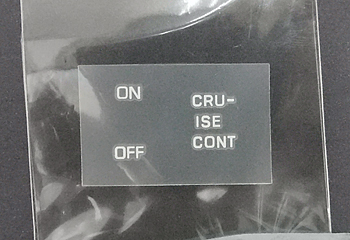 ON
OFF
CRU-
ISE
CONT